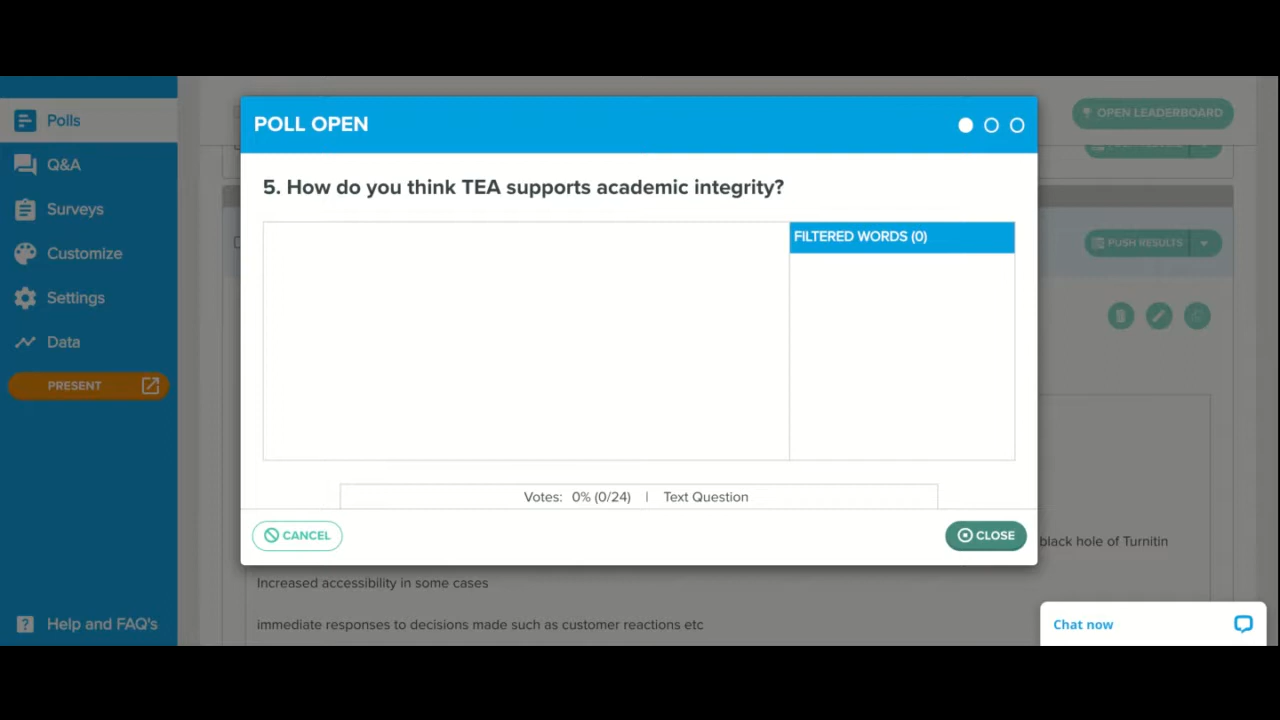 POLL OPEN
OPEN LEADERBOARD
Polls
Q&A
Surveys
Customize
Settings
Data
PRESENT
Help and FAQ's
5. How do you think TEA supports academic integrity?
FILTERED WORDS (0)
PUSH RESULTS
Votes: 0% (0/24) | Text Question
CANCEL
CLOSE
black hole of Turnitin
Increased accessibility in some cases
immediate responses to decisions made such as customer reactions etc
Chat now